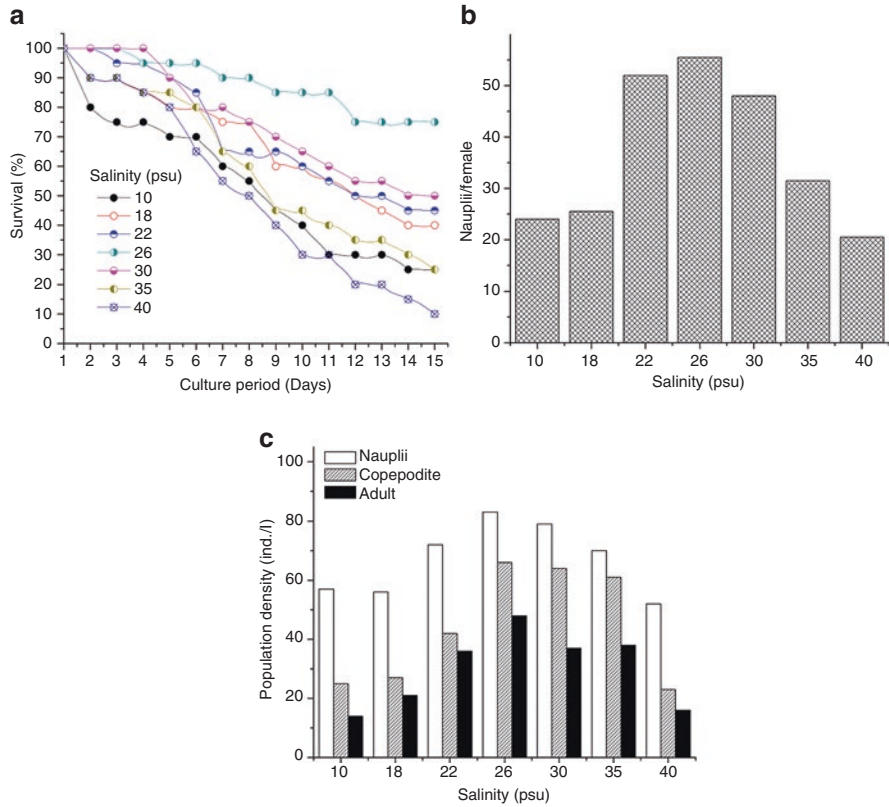 a
100
90
80
70
60
50
40
30
20
10
0
Survival (%)
Salinity (psu)
10
18
22
26
30
35
40
1 2 3 4 5 6 7 8 9 10 11 12 13 14 15
Culture period (Days)
b
50
40
30
20
10
0
Nauplii/female
10 18 22 26 30 35 40
Salinity (psu)
c
100
80
60
40
20
0
Population density (ind./l)
Nauplii
Copepodite
Adult
10 18 22 26 30 35 40
Salinity (psu)